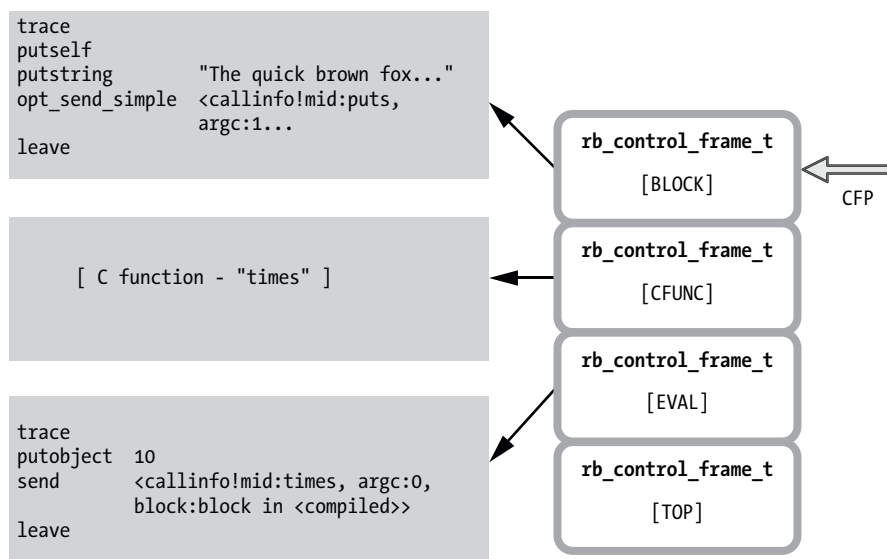 trace
putself
putstring "The quick brown fox..."
opt_send_simple <callinfo!mid:puts,
argc:1...
leave
rb_control_frame_t
[BLOCK]
CFP
[ C function - "times" ]
rb_control_frame_t
[CFUNC]
rb_control_frame_t
[EVAL]
trace
putobject 10
send <callinfo!mid:times, argc:0,
block:block in <compiled>>
leave
rb_control_frame_t
[TOP]